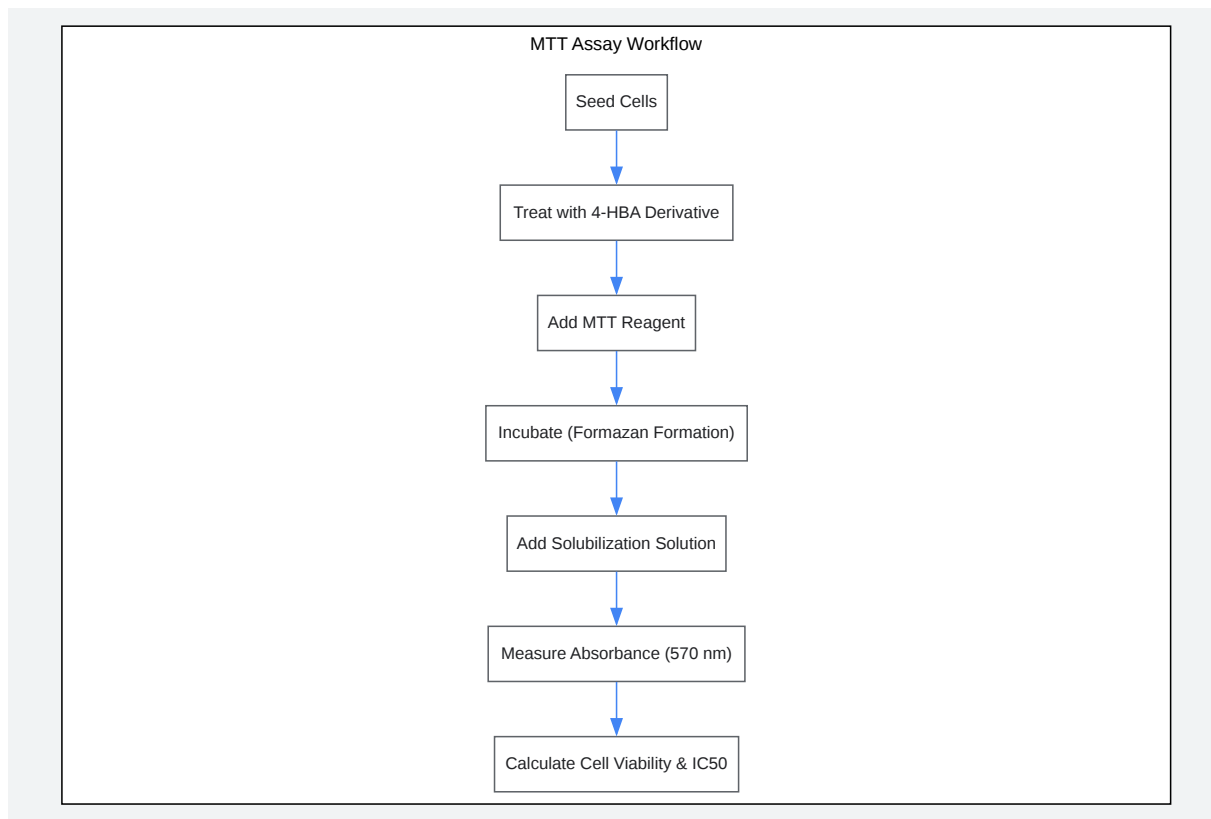 MTT Assay Workflow
Seed Cells
Treat with 4-HBA Derivative
Add MTT Reagent
Incubate (Formazan Formation)
Add Solubilization Solution
Measure Absorbance (570 nm)
Calculate Cell Viability & IC50